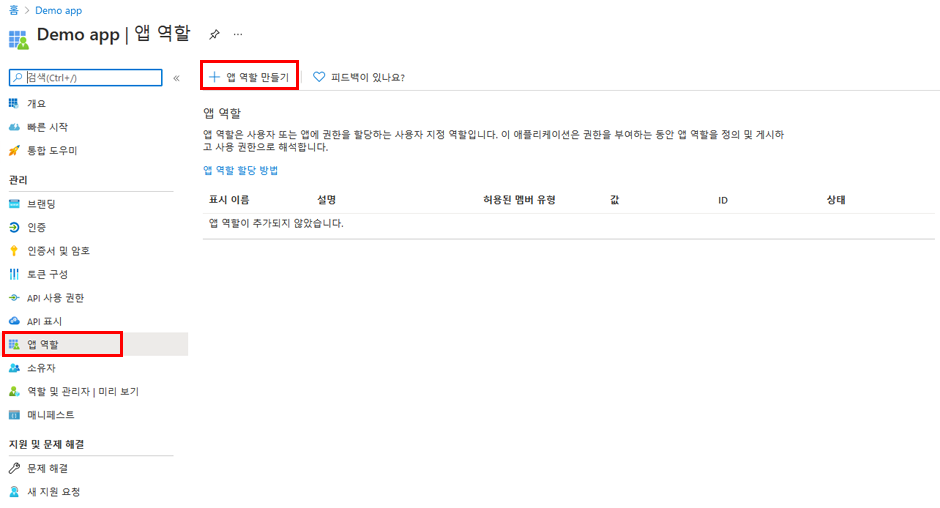 홈 > Demo app
Demo app | 앱 역할 ...
검색(Ctrl+/) «
+ 앱 역할 만들기 피드백이 있나요?
개요
빠른 시작
통합 도우미
관리
브랜딩
인증
인증서 및 암호
토큰 구성
API 사용 권한
API 표시
앱 역할
소유자
역할 및 관리자 | 미리 보기
매니페스트
지원 및 문제 해결
문제 해결
새 지원 요청
앱 역할
앱 역할은 사용자 또는 앱에 권한을 할당하는 사용자 지정 역할입니다. 이 애플리케이션은 권한을 부여하는 동안 앱 역할을 정의 및 게시하
고 사용 권한으로 해석합니다.
앱 역할 할당 방법
표시 이름 설명 허용된 멤버 유형 값 ID 상태
앱 역할이 추가되지 않았습니다.